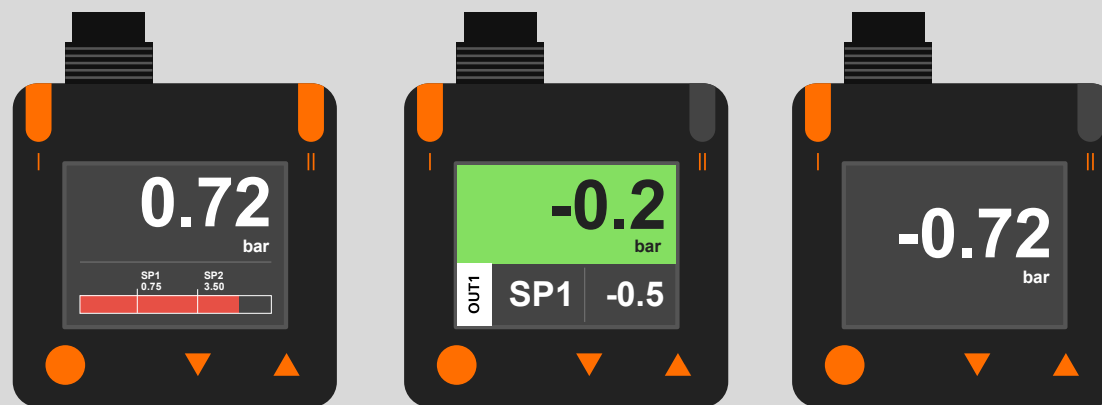 I II
0.72
bar
SP1 SP2
0.75 3.50
I II
-0.2
bar
OUT1
SP1 -0.5
I II
-0.72
bar